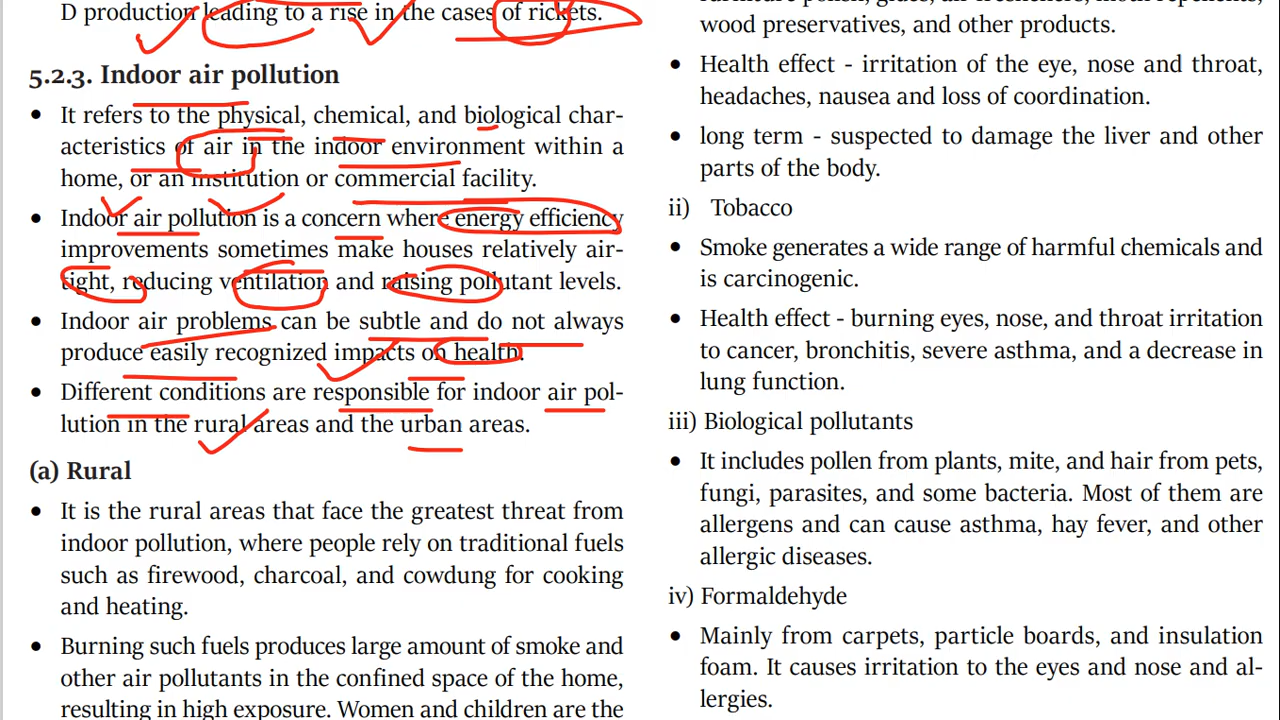 D production leading to a rise in the cases of rickets.
5.2.3. Indoor air pollution
• It refers to the physical, chemical, and biological char-
acteristics of air in the indoor environment within a
home, or an institution or commercial facility.
• Indoor air pollution is a concern where energy efficiency
improvements sometimes make houses relatively air-
tight, reducing ventilation and raising pollutant levels.
• Indoor air problems can be subtle and do not always
produce easily recognized impacts on health.
• Different conditions are responsible for indoor air pol-
lution in the rural areas and the urban areas.
(a) Rural
• It is the rural areas that face the greatest threat from
indoor pollution, where people rely on traditional fuels
such as firewood, charcoal, and cowdung for cooking
and heating.
• Burning such fuels produces large amount of smoke and
other air pollutants in the confined space of the home,
resulting in high exposure. Women and children are the
wood preservatives, and other products.
• Health effect - irritation of the eye, nose and throat,
headaches, nausea and loss of coordination.
• long term - suspected to damage the liver and other
parts of the body.
ii) Tobacco
• Smoke generates a wide range of harmful chemicals and
is carcinogenic.
• Health effect - burning eyes, nose, and throat irritation
to cancer, bronchitis, severe asthma, and a decrease in
lung function.
iii) Biological pollutants
• It includes pollen from plants, mite, and hair from pets,
fungi, parasites, and some bacteria. Most of them are
allergens and can cause asthma, hay fever, and other
allergic diseases.
iv) Formaldehyde
• Mainly from carpets, particle boards, and insulation
foam. It causes irritation to the eyes and nose and al-
lergies.